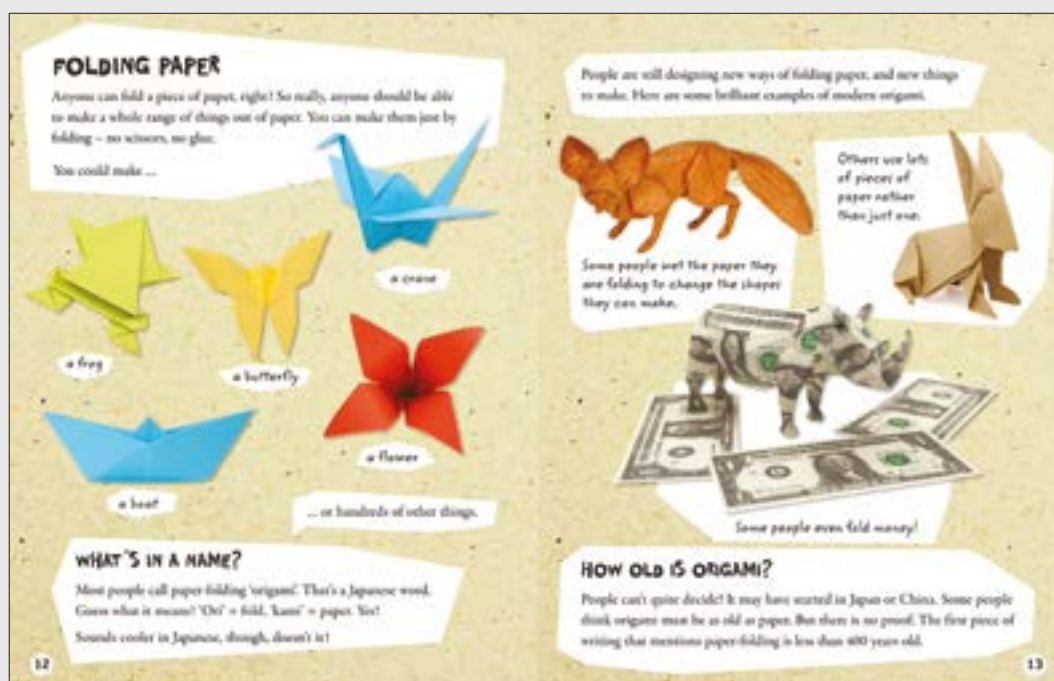 FOLDING PAPER
Anyone can fold a piece of paper, right? So really, anyone should be able
to make a whole range of things out of paper. You can make them just by
folding – no scissors, no glue.
You could make ...
a crane
a frog
a butterfly
a flower
a boat
... or hundreds of other things.
WHAT'S IN A NAME?
Most people call paper-folding 'origami'. That's a Japanese word.
Guess what it means? 'Ori' = fold, 'kami' = paper. Yes!
Sounds cooler in Japanese, though, doesn't it?
12
People are still designing new ways of folding paper, and new things
to make. Here are some brilliant examples of modern origami.
Some people wet the paper they
are folding to change the shapes
they can make.
Others use lots
of pieces of
paper rather
than just one.
Some people even fold money!
HOW OLD IS ORIGAMI?
People can't quite decide! It may have started in Japan or China. Some people
think origami must be as old as paper. But there is no proof. The first piece of
writing that mentions paper-folding is less than 400 years old.
13